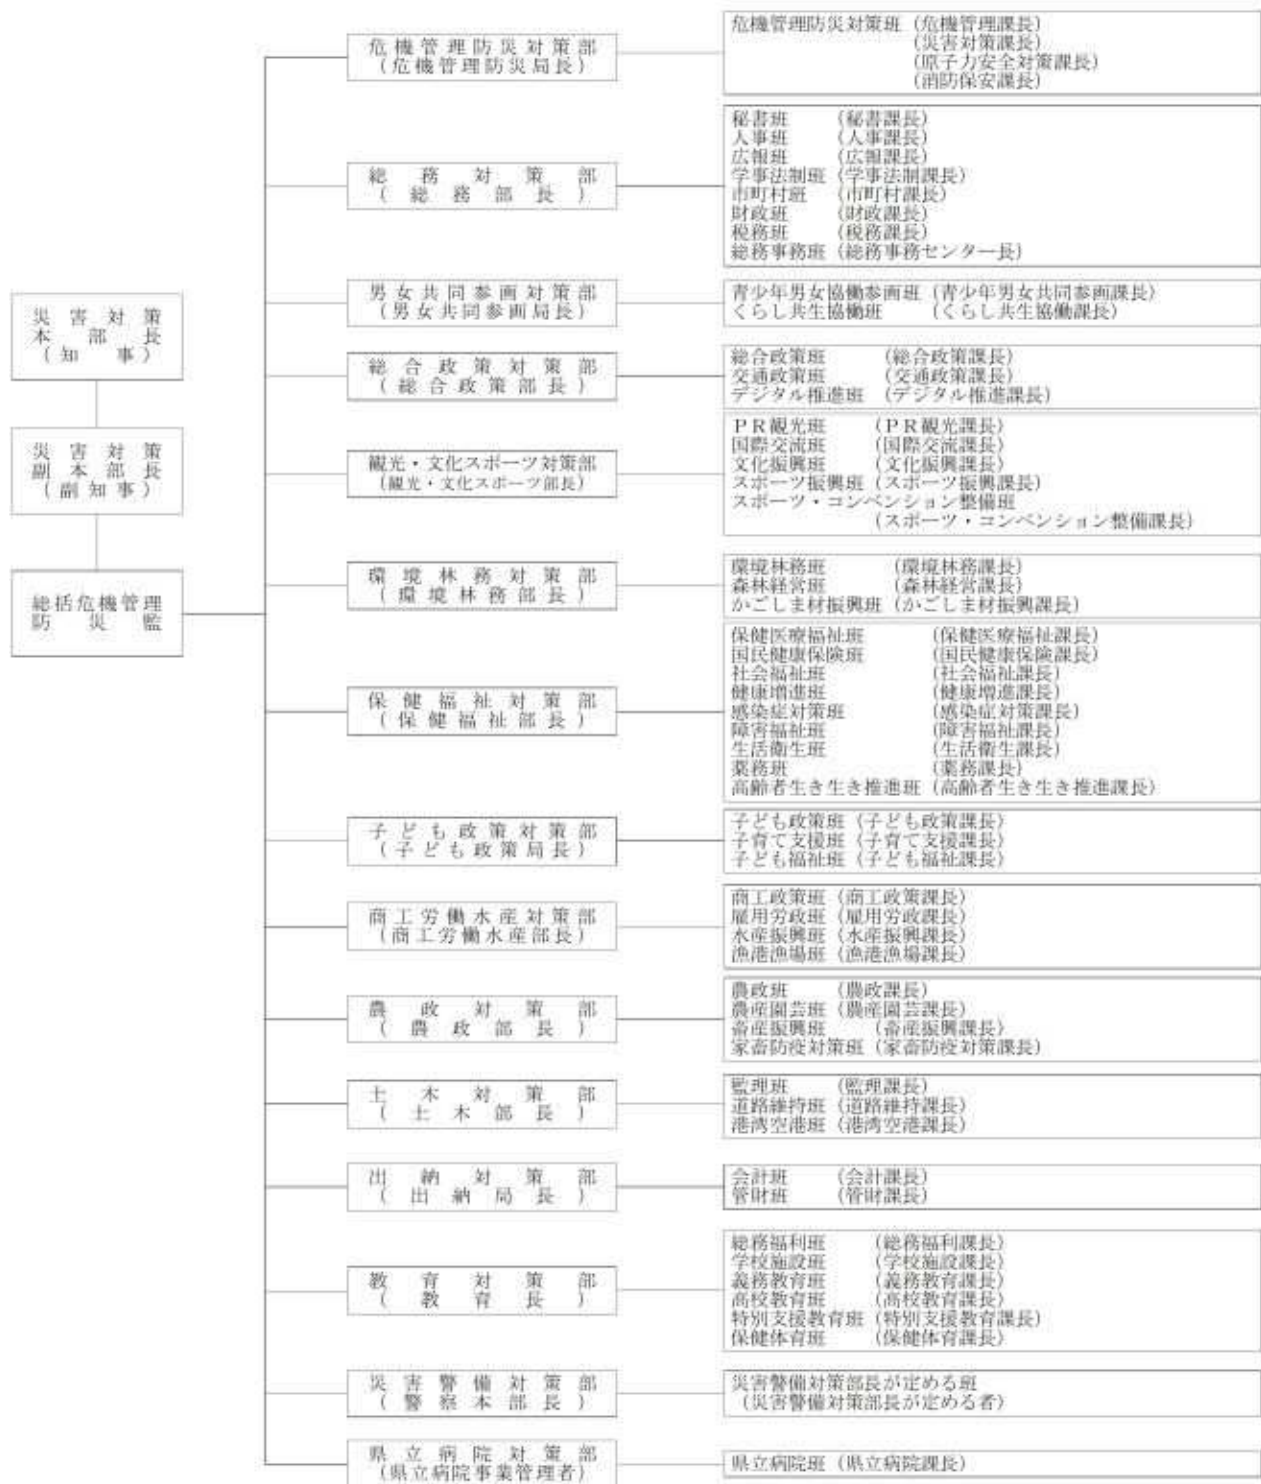 災害対策
本部長
（知事）
災害対策
副本部長
（副知事）
総括危機管理
防災監
危機管理防災対策部
（危機管理防災局長）
危機管理防災対策班（危機管理課長）
（災害対策課長）
（原子力安全対策課長）
（消防保安課長）
総務対策部
（総務部長）
秘書班（秘書課長）
人事班（人事課長）
広報班（広報課長）
学事法制班（学事法制課長）
市町村班（市町村課長）
財政班（財政課長）
税務班（税務課長）
総務事務班（総務事務センター長）
男女共同参画対策部
（男女共同参画局長）
青少年男女協働参画班（青少年男女共同参画課長）
くらし共生協働班（くらし共生協働課長）
総合政策対策部
（総合政策部長）
総合政策班（総合政策課長）
交通政策班（交通政策課長）
デジタル推進班（デジタル推進課長）
観光・文化スポーツ対策部
（観光・文化スポーツ部長）
ＰＲ観光班（ＰＲ観光課長）
国際交流班（国際交流課長）
文化振興班（文化振興課長）
スポーツ振興班（スポーツ振興課長）
スポーツ・コンベンション整備班
（スポーツ・コンベンション整備課長）
環境林務対策部
（環境林務部長）
環境林務班（環境林務課長）
森林経営班（森林経営課長）
かごしま材振興班（かごしま材振興課長）
保健福祉対策部
（保健福祉部長）
保健医療福祉班（保健医療福祉課長）
国民健康保険班（国民健康保険課長）
社会福祉班（社会福祉課長）
健康増進班（健康増進課長）
感染症対策班（感染症対策課長）
障害福祉班（障害福祉課長）
生活衛生班（生活衛生課長）
薬務班（薬務課長）
高齢者生き生き推進班（高齢者生き生き推進課長）
子ども政策対策部
（子ども政策局長）
子ども政策班（子ども政策課長）
子育て支援班（子育て支援課長）
子ども福祉班（子ども福祉課長）
商工労働水産対策部
（商工労働水産部長）
商工政策班（商工政策課長）
雇用労政班（雇用労政課長）
水産振興班（水産振興課長）
漁港漁場班（漁港漁場課長）
農政対策部
（農政部長）
農政班（農政課長）
農産園芸班（農産園芸課長）
畜産振興班（畜産振興課長）
家畜防疫対策班（家畜防疫対策課長）
土木対策部
（土木部長）
監理班（監理課長）
道路維持班（道路維持課長）
港湾空港班（港湾空港課長）
出納対策部
（出納局長）
会計班（会計課長）
管財班（管財課長）
教育対策部
（教育長）
総務福利班（総務福利課長）
学校施設班（学校施設課長）
義務教育班（義務教育課長）
高校教育班（高校教育課長）
特別支援教育班（特別支援教育課長）
保健体育班（保健体育課長）
災害警備対策部
（警察本部長）
災害警備対策部長が定める班
（災害警備対策部長が定める者）
県立病院対策部
（県立病院事業管理者）
県立病院班（県立病院課長）